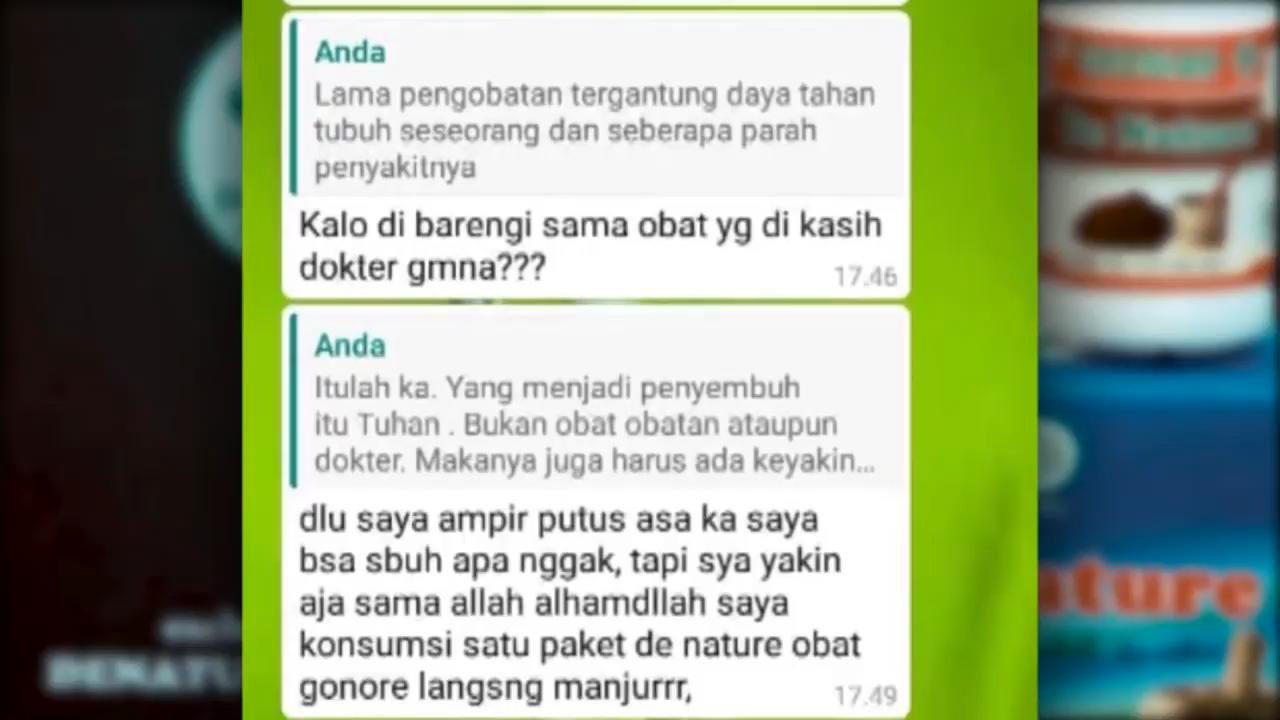 Anda
Lama pengobatan tergantung daya tahan
tubuh seseorang dan seberapa parah
penyakitnya
Kalo di barengi sama obat yg di kasih
dokter gmna???
17.46
Anda
Itulah ka. Yang menjadi penyembuh
itu Tuhan . Bukan obat obatan ataupun
dokter. Makanya juga harus ada keyakin...
dlu saya ampir putus asa ka saya
bsa sbuh apa nggak, tapi sya yakin
aja sama allah alhamdllah saya
konsumsi satu paket de nature obat
gonore langsng manjurrr,
17.49
DENATU
ature